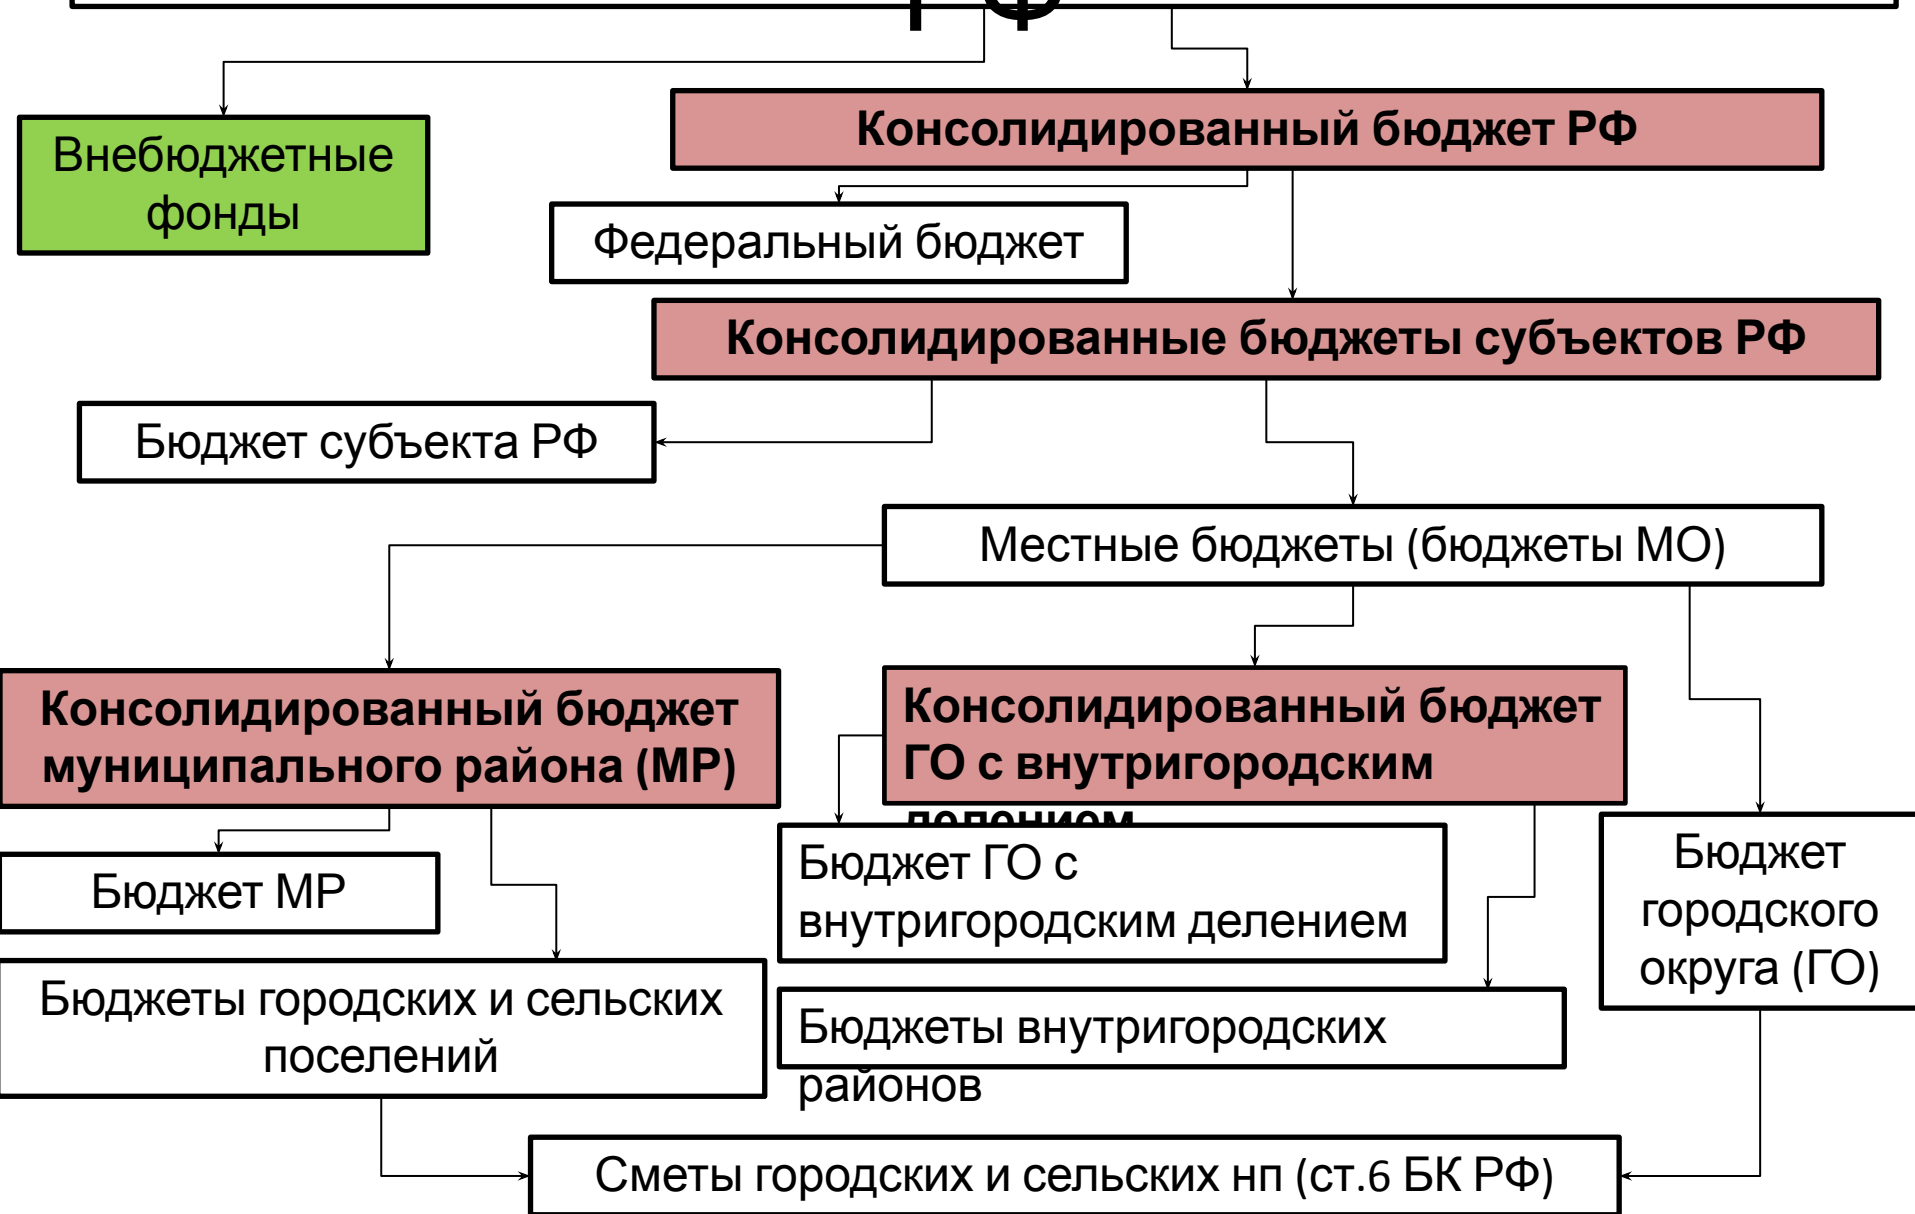 Консолидированный бюджет РФ
Внебюджетные
фонды
Федеральный бюджет
Консолидированные бюджеты субъектов РФ
Бюджет субъекта РФ
Местные бюджеты (бюджеты МО)
Консолидированный бюджет
муниципального района (МР)
Консолидированный бюджет
ГО с внутригородским
делением
Бюджет МР
Бюджет ГО с
внутригородским делением
Бюджет
городского
округа (ГО)
Бюджеты городских и сельских
поселений
Бюджеты внутригородских
районов
Сметы городских и сельских нп (ст.6 БК РФ)